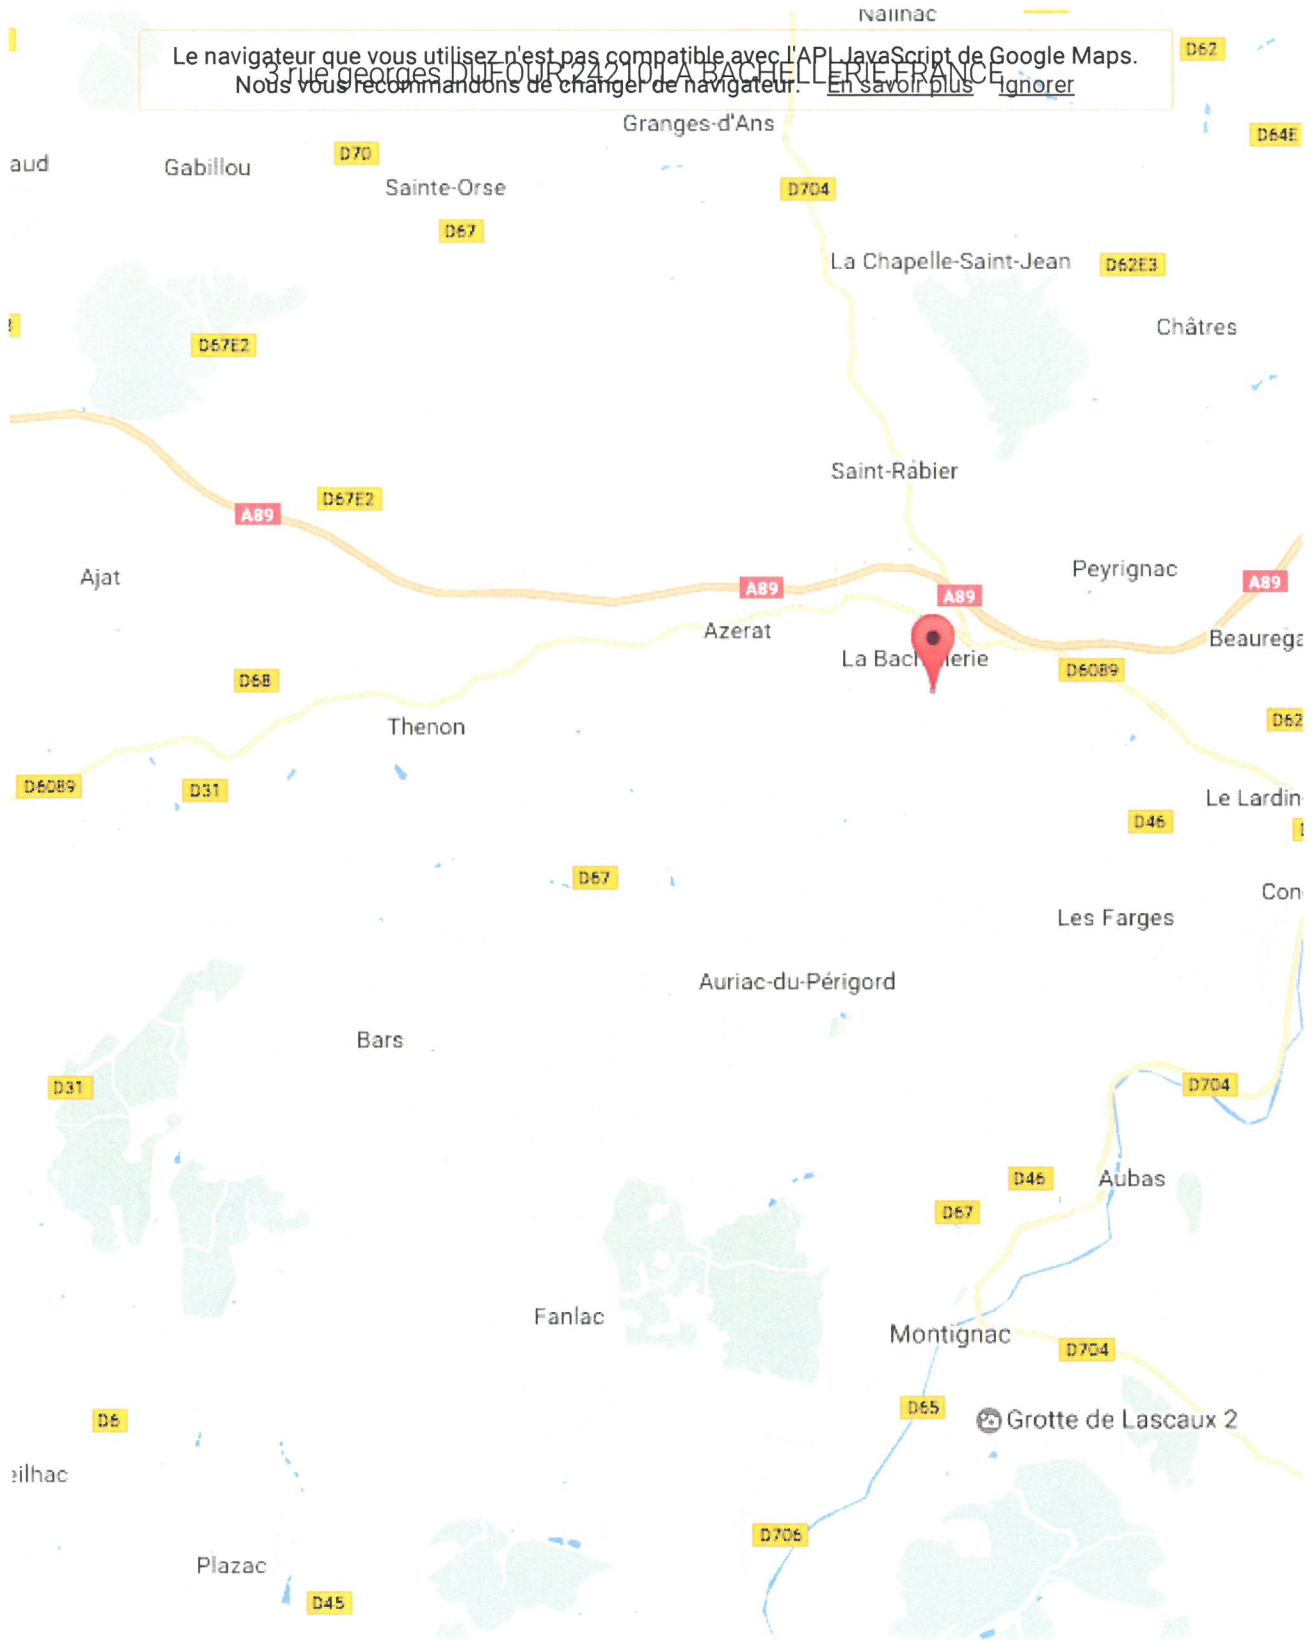 Nailhac
Le navigateur que vous utilisez n'est pas compatible avec l'API JavaScript de Google Maps.
3 rue georges DUFOUR 24210 LA BACHELLERIE FRANCE
Nous vous recommandons de changer de navigateur. En savoir plus Ignorer
D62
Granges-d'Ans
D64E
aud
Gabillou
D70
Sainte-Orse
D704
D67
La Chapelle-Saint-Jean
D62E3
Châtres
D67E2
Saint-Rabier
D67E2
A89
Ajat
Peyrignac
A89
A89
A89
Azerat
Beaurega
La Bach erie
D6089
D68
D62
Thenon
D6089
D31
Le Lardin-
D46
D67
Con
Les Farges
Auriac-du-Périgord
Bars
D31
D704
D46
Aubas
D67
Fanlac
Montignac
D704
D65
D6
Grotte de Lascaux 2
eilhac
D706
Plazac
D45